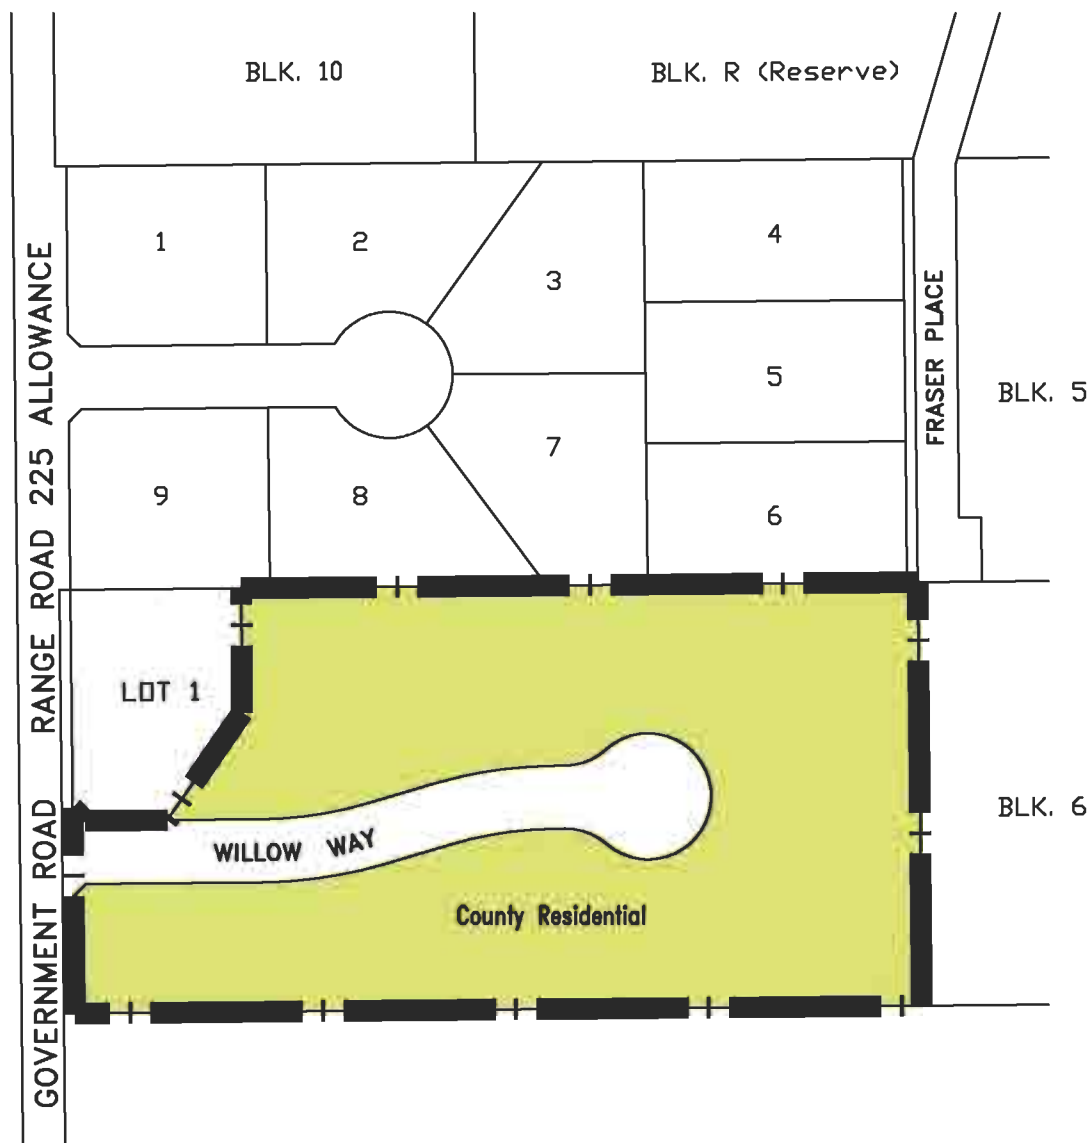 BLK. 10
BLK. R (Reserve)
1
2
3
4
5
6
7
8
9
FRASER PLACE
BLK. 5
GOVERNMENT ROAD RANGE ROAD 225 ALLOWANCE
LOT 1
WILLOW WAY
County Residential
BLK. 6